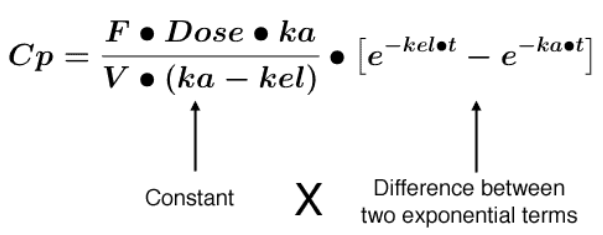 Cp = F • Dose • ka / V • (ka − kel) • [e^−kel•t − e^−ka•t]
Constant X Difference between
two exponential terms